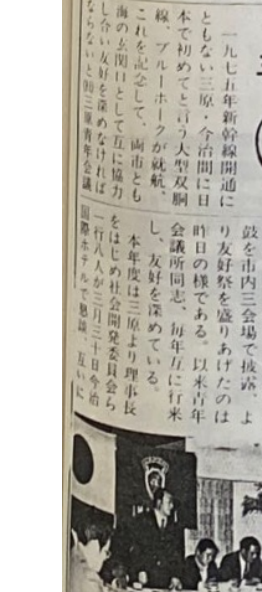 一九七五年新幹線開通に
ともない三原・今治間に日
本で初めてと言う大型双胴
線、ブルーホークが就航、
これを記念して、両市とも
海の玄関口として互に協力
し合い友好を深めなければ
ならないと㈳三原青年会議
鼓を市内三会場で披露、よ
り友好祭を盛りあげたのは
昨日の様である。以来青年
会議所同志、毎年互に行来
し、友好を深めている。
本年度は三原より理事長
をはじめ社会開発委員会ら
一行八人が三月三十日今治
国際ホテルで懇談、互いに